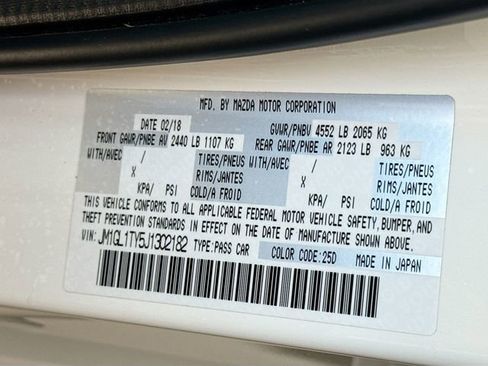 MFD. BY MAZDA MOTOR CORPORATION
DATE 02/18 GVWR/PNBV 4552 LB 2065 KG
FRONT GAWR/PNBE AV 2440 LB 1107 KG REAR GAWR/PNBE AR 2123 LB 963 KG
WITH/AVEC / TIRES/PNEUS WITH/AVEC / TIRES/PNEUS
X RIMS/JANTES X RIMS/JANTES
KPA/ PSI COLD/A FROID KPA/ PSI COLD/A FROID
THIS VEHICLE CONFORMS TO ALL APPLICABLE FEDERAL MOTOR VEHICLE SAFETY, BUMPER, AND
THEFT PREVENTION STANDARDS IN EFFECT ON THE DATE OF MANUFACTURE SHOWN ABOVE.
VIN: JM1GL1TY5J1302182 TYPE:PASS CAR COLOR CODE:25D MADE IN JAPAN